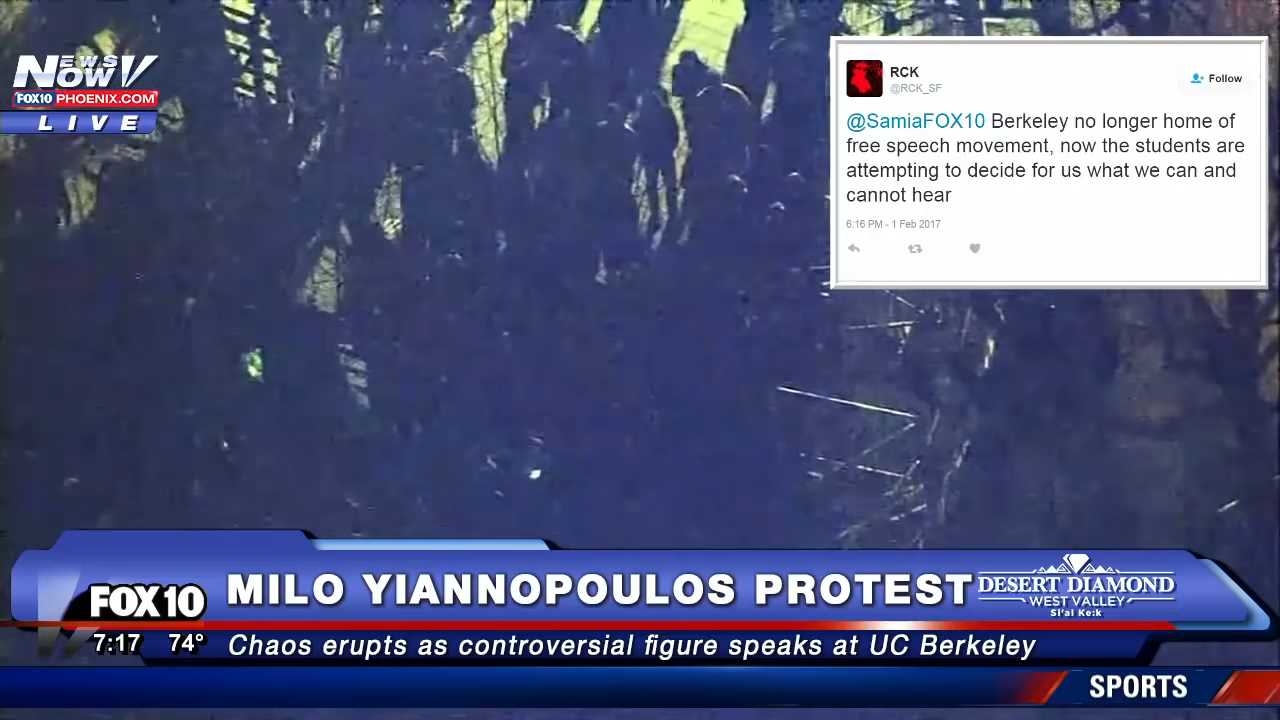 NEWS
NOW
FOX10 PHOENIX.COM
LIVE
RCK
@RCK_SF
Follow
@SamiaFOX10 Berkeley no longer home of
free speech movement, now the students are
attempting to decide for us what we can and
cannot hear
6:16 PM - 1 Feb 2017
FOX10
MILO YIANNOPOULOS PROTEST
DESERT DIAMOND
WEST VALLEY
Si'al Ke:k
7:17 74°
Chaos erupts as controversial figure speaks at UC Berkeley
SPORTS